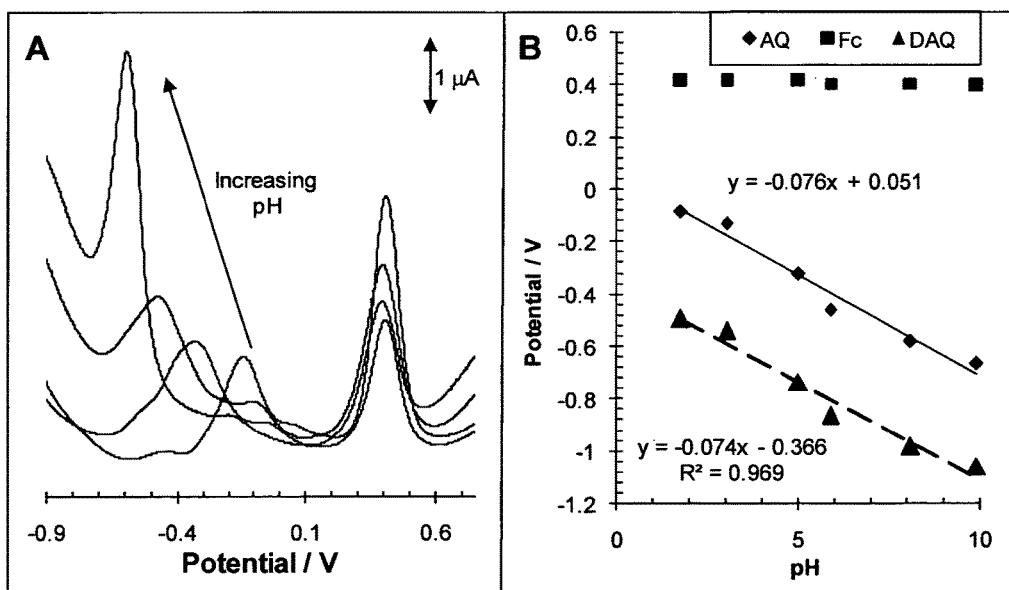 A
1 µA
Increasing
pH
-0.9
-0.4
0.1
0.6
Potential / V
B
AQ
Fc
DAQ
0.6
0.4
0.2
0
-0.2
-0.4
-0.6
-0.8
-1
-1.2
Potential / V
y = -0.076x + 0.051
y = -0.074x - 0.366
R² = 0.969
0
5
10
pH